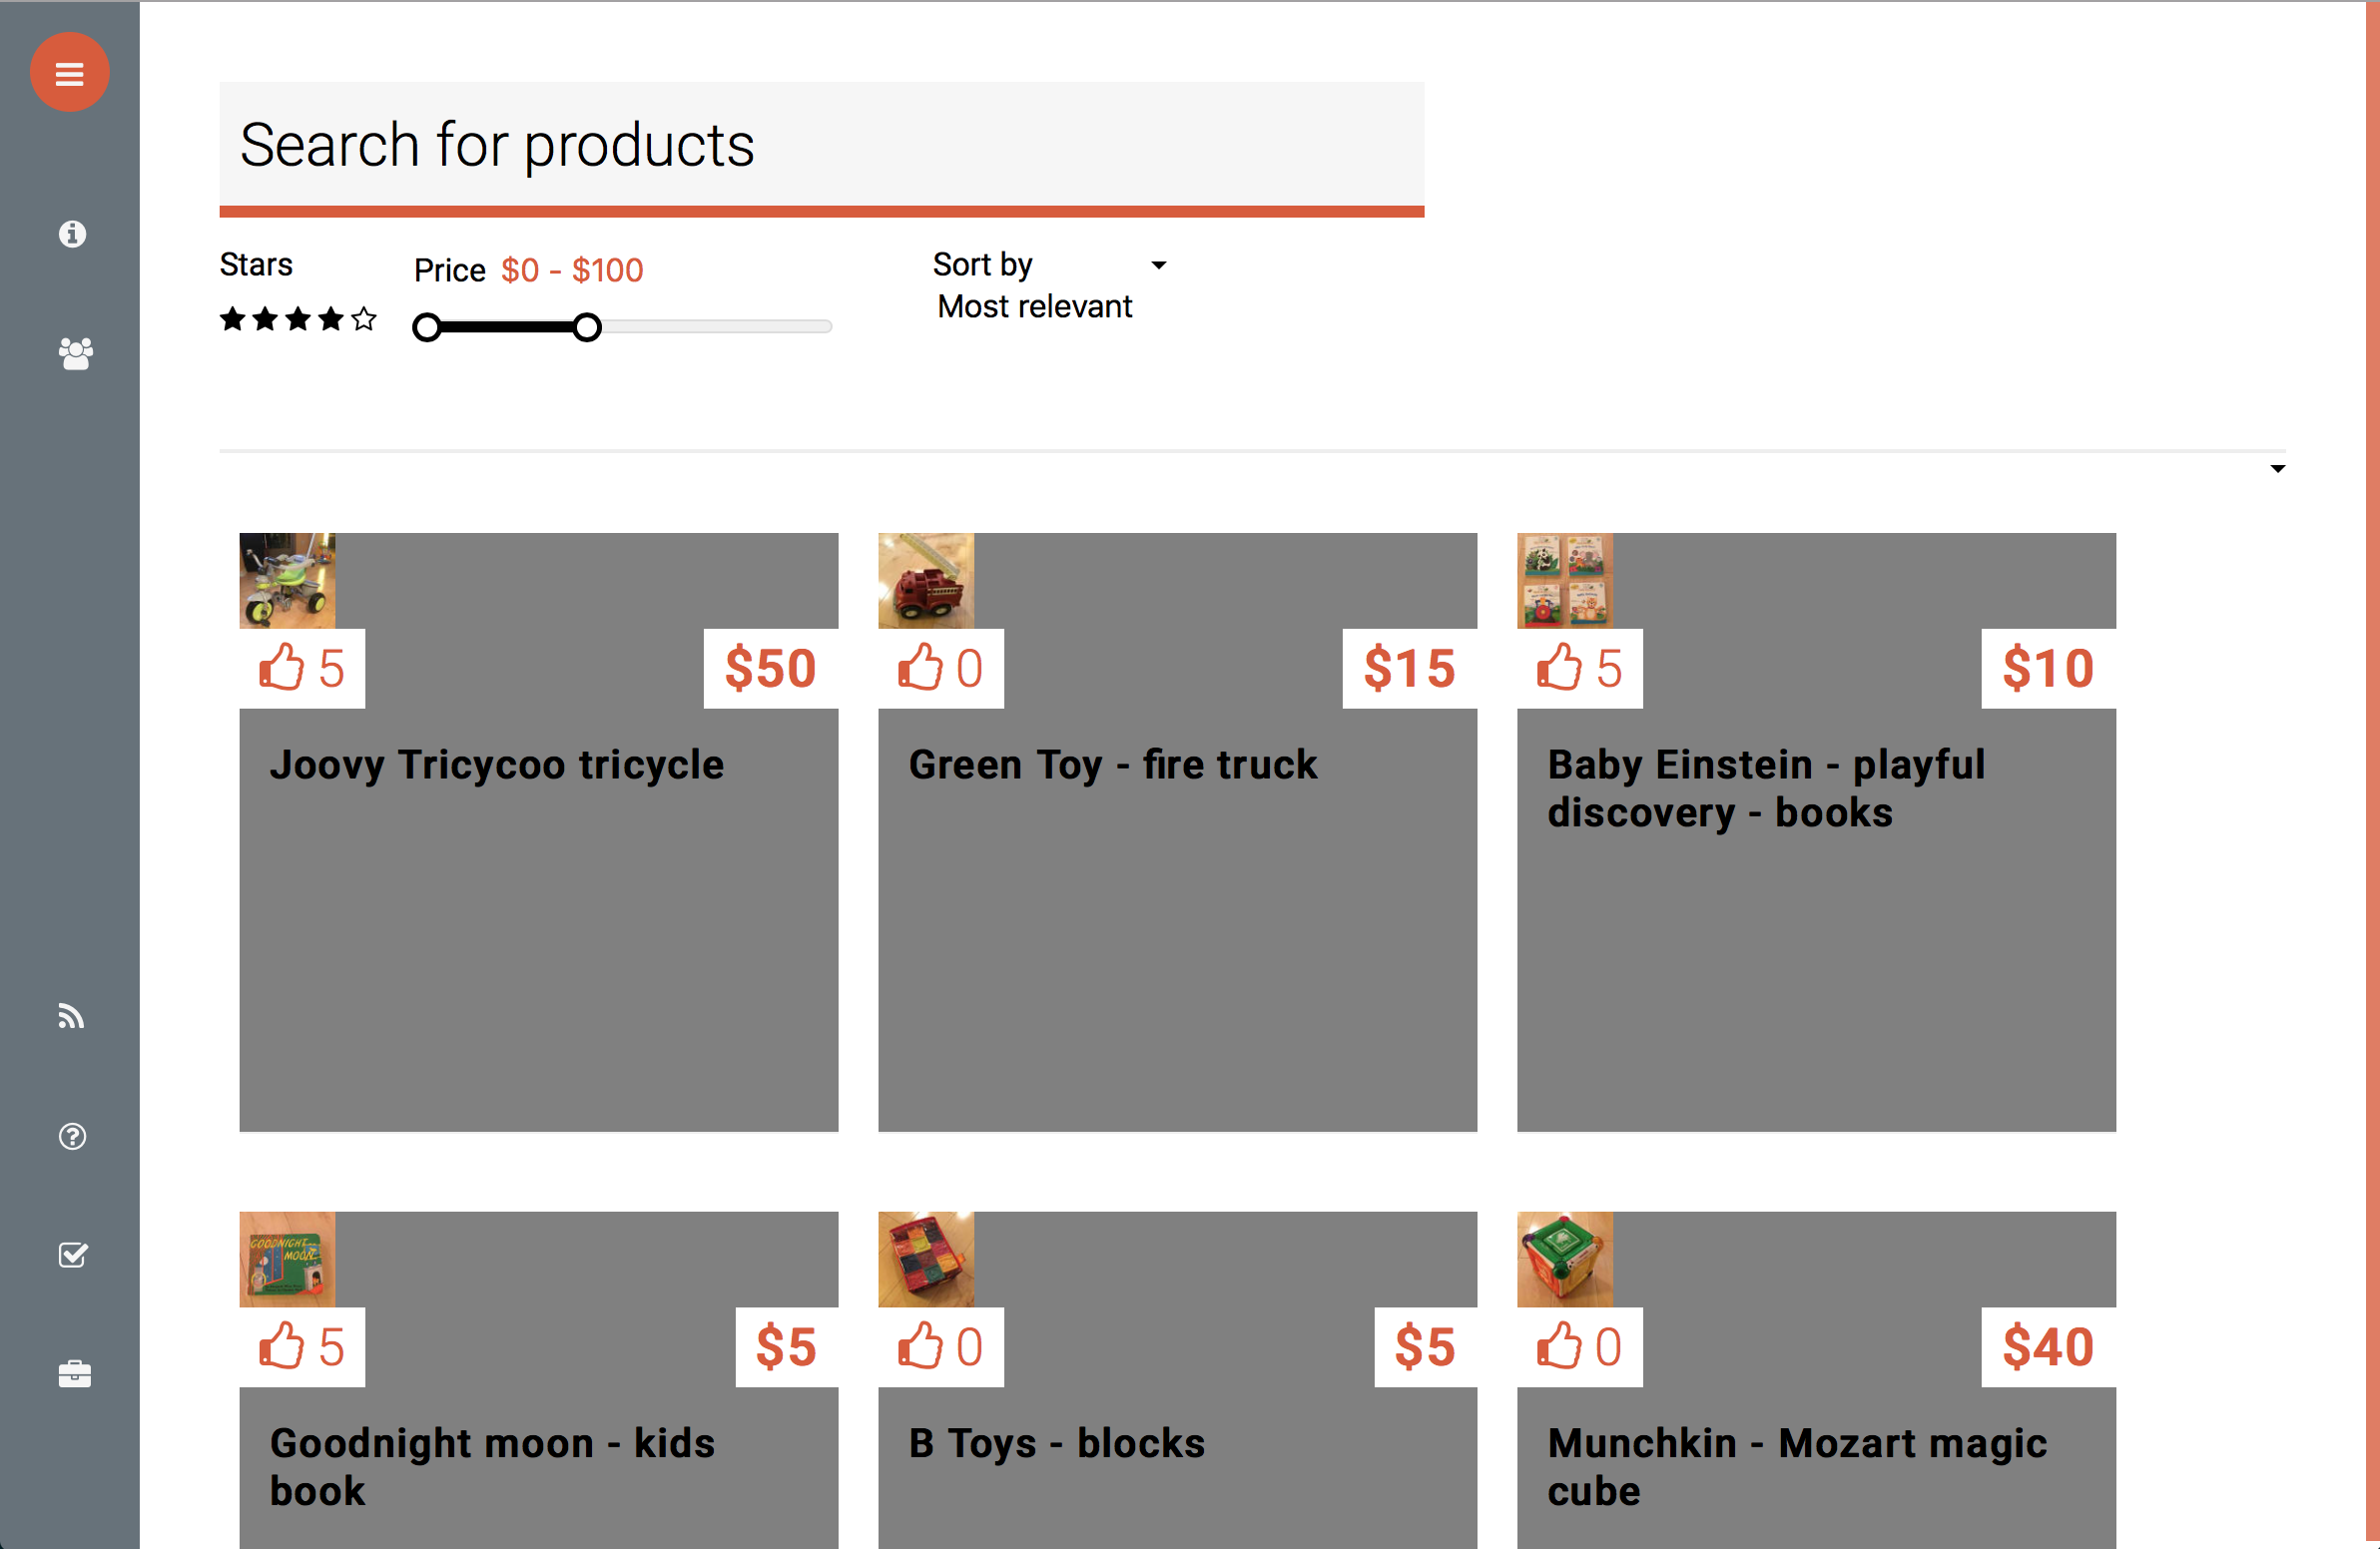 Search for products
Stars
Price $0 - $100
Sort by
Most relevant
5
$50
0
$15
5
$10
Joovy Tricycoo tricycle
Green Toy - fire truck
Baby Einstein - playful
discovery - books
GOODNIGHT
MOON
5
$5
0
$5
0
$40
Goodnight moon - kids
book
B Toys - blocks
Munchkin - Mozart magic
cube